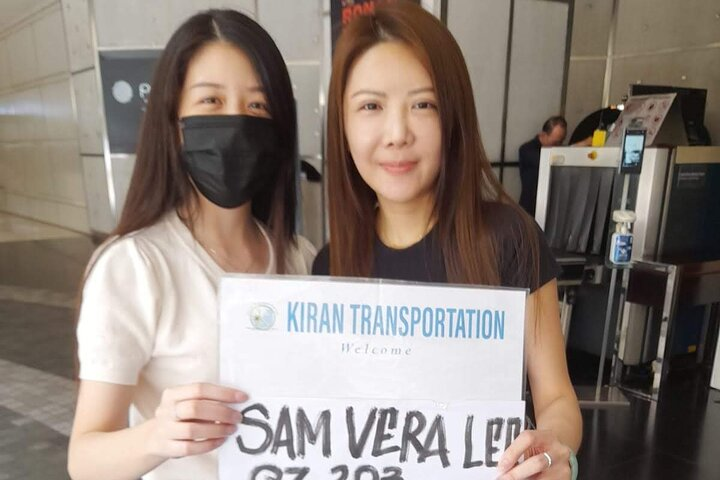 KIRAN TRANSPORTATION
Welcome
SAM VERA LEE